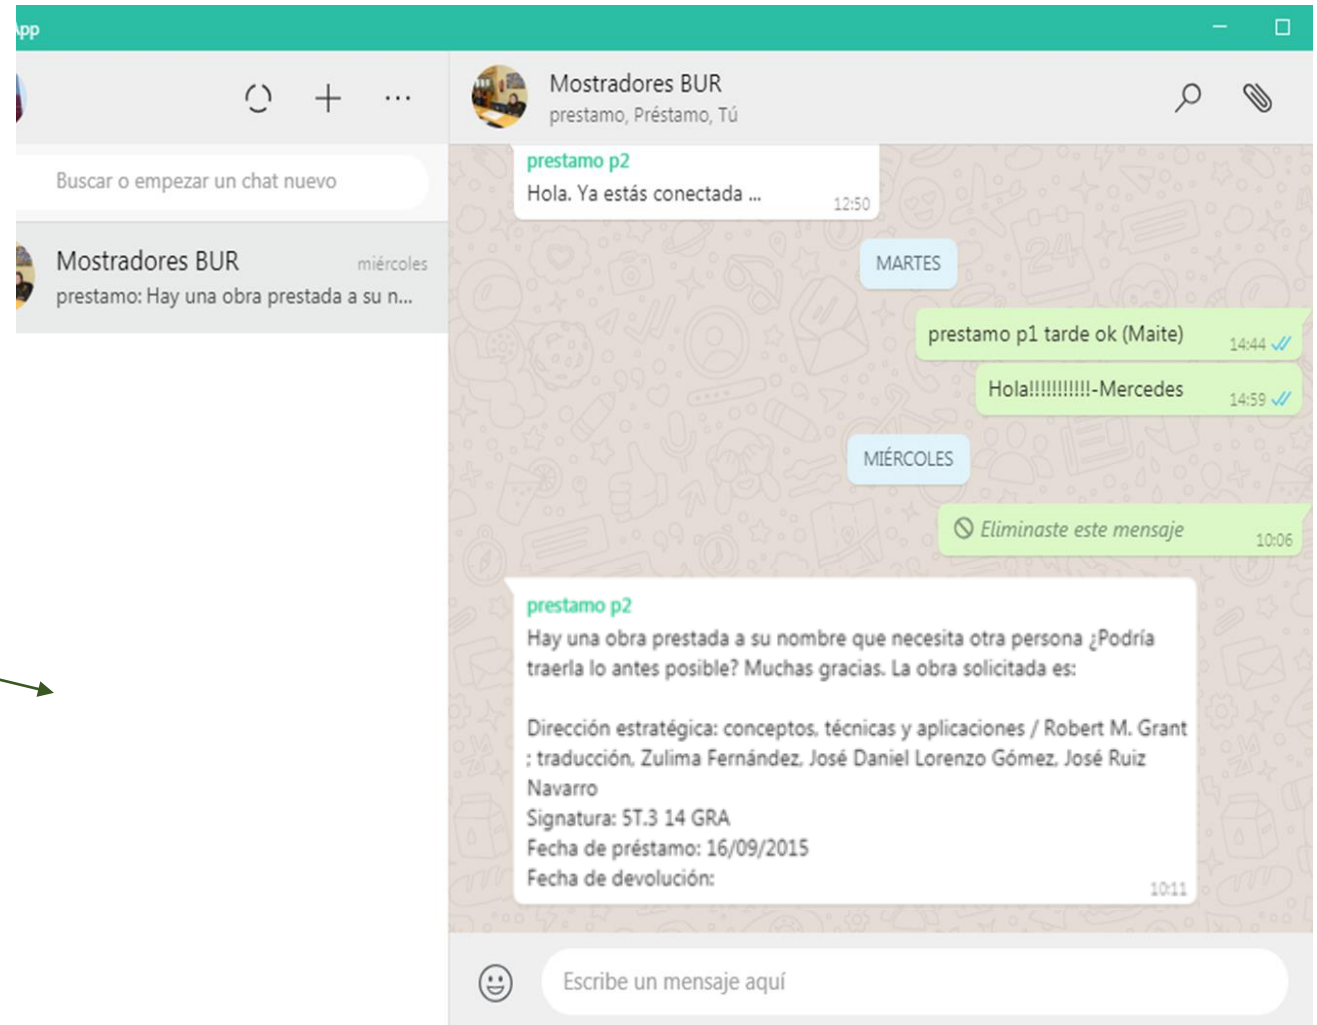 App
Mostradores BUR
prestamo, Préstamo, Tú
Buscar o empezar un chat nuevo
Mostradores BUR miércoles
prestamo: Hay una obra prestada a su n...
prestamo p2
Hola. Ya estás conectada ... 12:50
MARTES
prestamo p1 tarde ok (Maite) 14:44
Hola!!!!!!!!!!!-Mercedes 14:59
MIÉRCOLES
Eliminaste este mensaje 10:06
prestamo p2
Hay una obra prestada a su nombre que necesita otra persona ¿Podría
traerla lo antes posible? Muchas gracias. La obra solicitada es:
Dirección estratégica: conceptos, técnicas y aplicaciones / Robert M. Grant
; traducción, Zulima Fernández, José Daniel Lorenzo Gómez, José Ruiz
Navarro
Signatura: 5T.3 14 GRA
Fecha de préstamo: 16/09/2015
Fecha de devolución: 10:11
Escribe un mensaje aquí